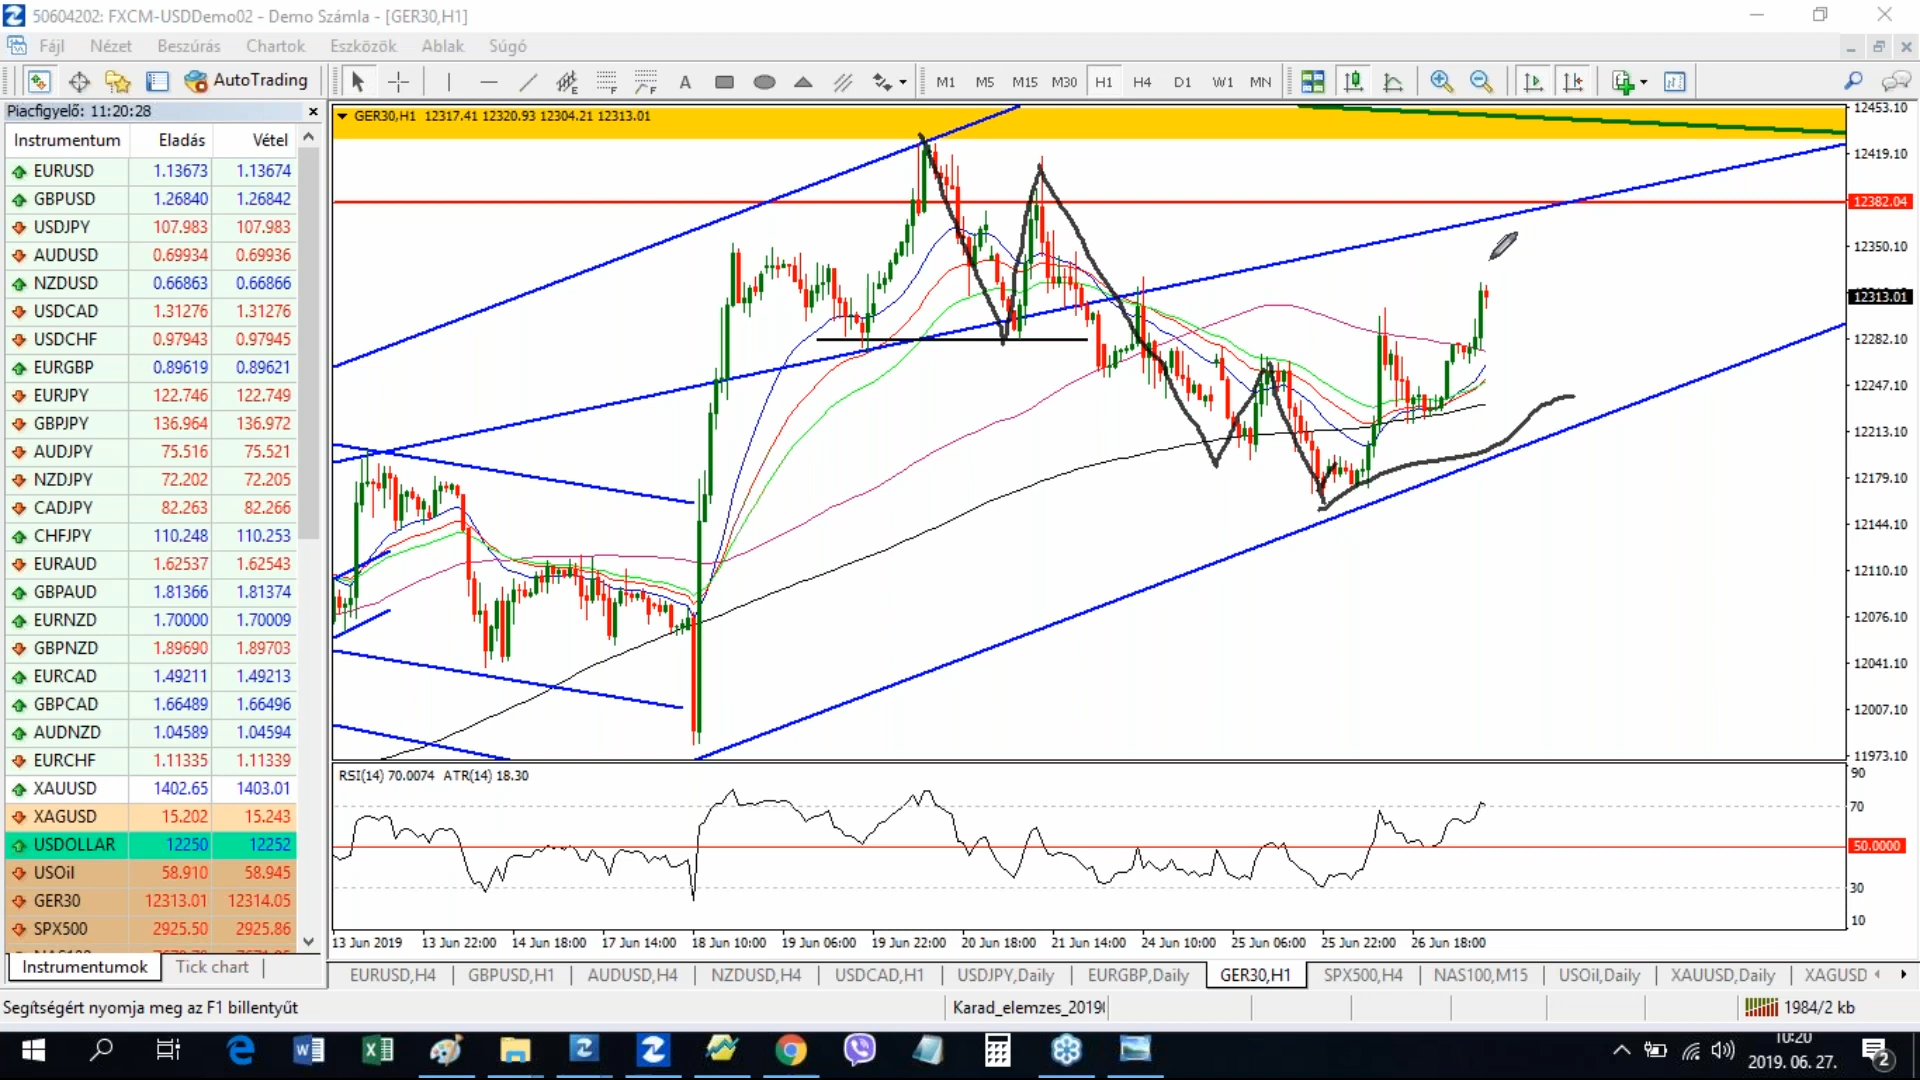 50604202: FXCM-USDDemo02 - Demo Számla - [GER30,H1]
Fájl Nézet Beszúrás Chartok Eszközök Ablak Súgó
AutoTrading A M1 M5 M15 M30 H1 H4 D1 W1 MN
Piacfigyelő: 11:20:28
Instrumentum Eladás Vétel
EURUSD 1.13673 1.13674
GBPUSD 1.26840 1.26842
USDJPY 107.983 107.983
AUDUSD 0.69934 0.69936
NZDUSD 0.66863 0.66866
USDCAD 1.31276 1.31276
USDCHF 0.97943 0.97945
EURGBP 0.89619 0.89621
EURJPY 122.746 122.749
GBPJPY 136.964 136.972
AUDJPY 75.516 75.521
NZDJPY 72.202 72.205
CADJPY 82.263 82.266
CHFJPY 110.248 110.253
EURAUD 1.62537 1.62543
GBPAUD 1.81366 1.81374
EURNZD 1.70000 1.70009
GBPNZD 1.89690 1.89703
EURCAD 1.49211 1.49213
GBPCAD 1.66489 1.66496
AUDNZD 1.04589 1.04594
EURCHF 1.11335 1.11339
XAUUSD 1402.65 1403.01
XAGUSD 15.202 15.243
USDOLLAR 12250 12252
USOil 58.910 58.945
GER30 12313.01 12314.05
SPX500 2925.50 2925.86
Instrumentumok Tick chart
GER30,H1 12317.41 12320.93 12304.21 12313.01
12453.10
12419.10
12382.04
12350.10
12313.01
12282.10
12247.10
12213.10
12179.10
12144.10
12110.10
12076.10
12041.10
12007.10
11973.10
RSI(14) 70.0074 ATR(14) 18.30
90
70
50.0000
30
10
13 Jun 2019 13 Jun 22:00 14 Jun 18:00 17 Jun 14:00 18 Jun 10:00 19 Jun 06:00 19 Jun 22:00 20 Jun 18:00 21 Jun 14:00 24 Jun 10:00 25 Jun 06:00 25 Jun 22:00 26 Jun 18:00
EURUSD,H4 GBPUSD,H1 AUDUSD,H4 NZDUSD,H4 USDCAD,H1 USDJPY,Daily EURGBP,Daily GER30,H1 SPX500,H4 NAS100,M15 USOil,Daily XAUUSD,Daily XAGUSD
Segítségért nyomja meg az F1 billentyűt Karad_elemzes_2019 1984/2 kb
10:20
2019. 06. 27.
2